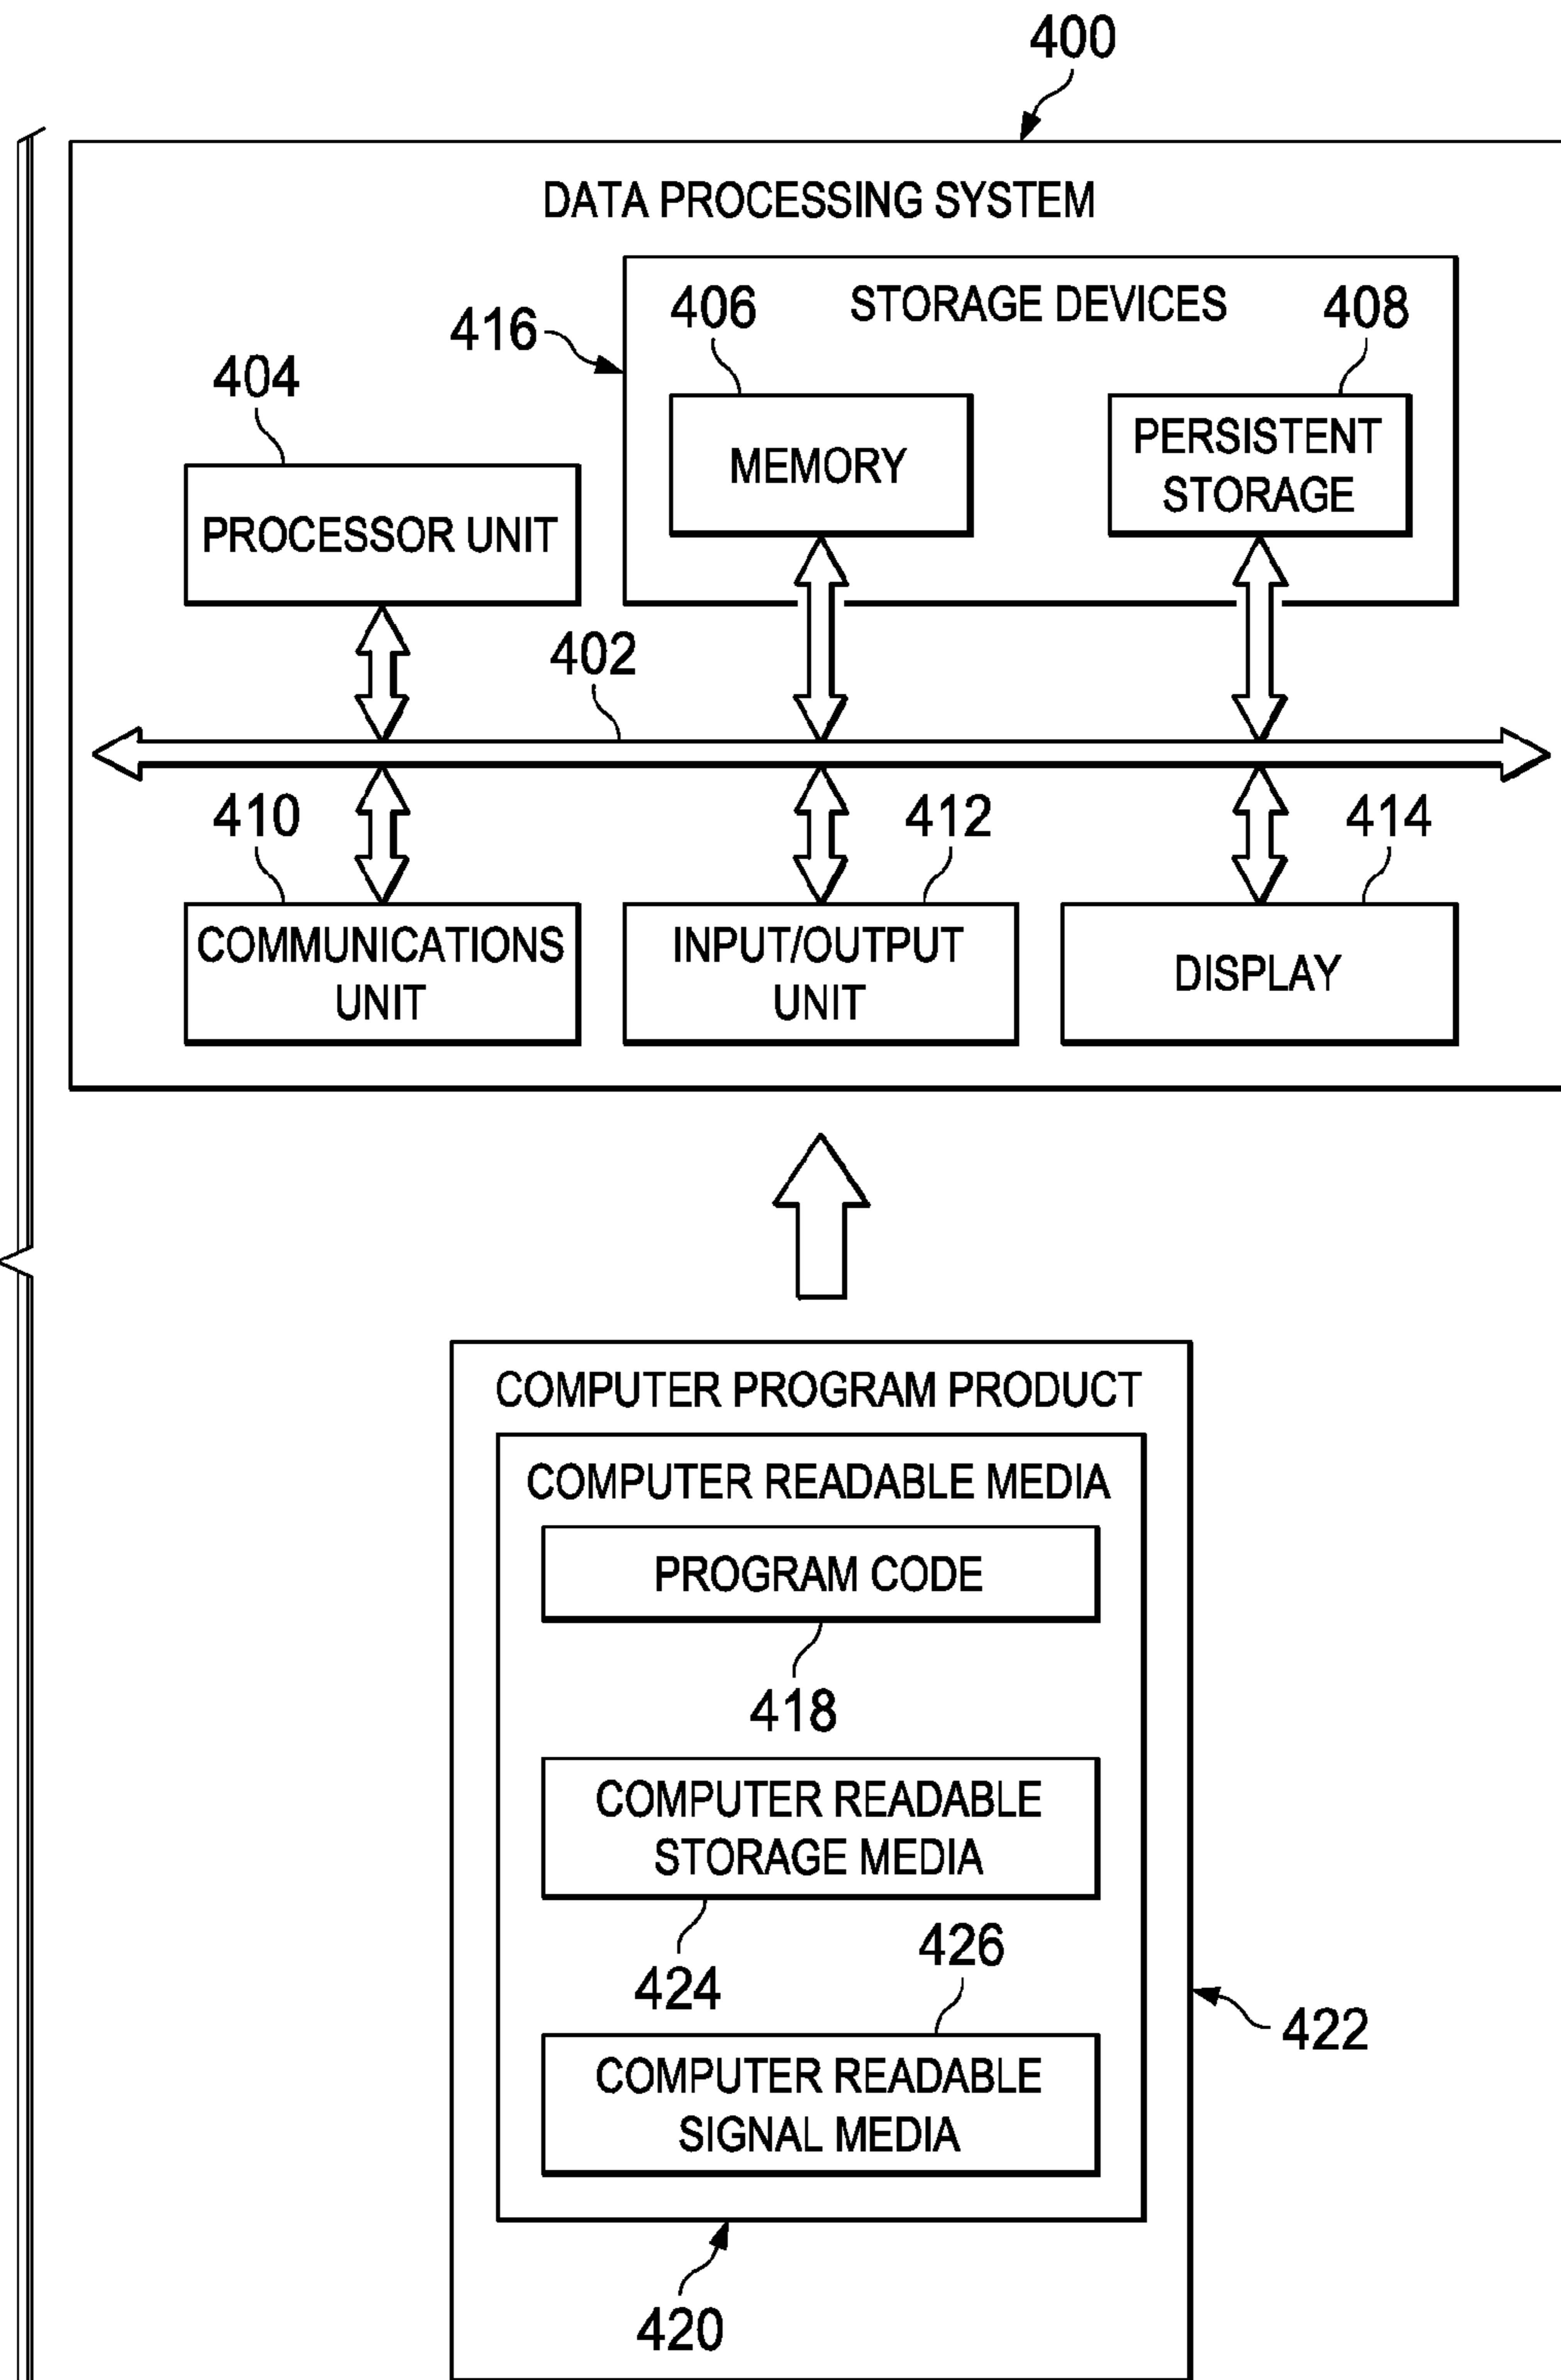 400
DATA PROCESSING SYSTEM
STORAGE DEVICES
406
408
416
404
MEMORY
PERSISTENT
STORAGE
PROCESSOR UNIT
402
410
412
414
COMMUNICATIONS
UNIT
INPUT/OUTPUT
UNIT
DISPLAY
COMPUTER PROGRAM PRODUCT
COMPUTER READABLE MEDIA
PROGRAM CODE
418
COMPUTER READABLE
STORAGE MEDIA
424
426
422
COMPUTER READABLE
SIGNAL MEDIA
420